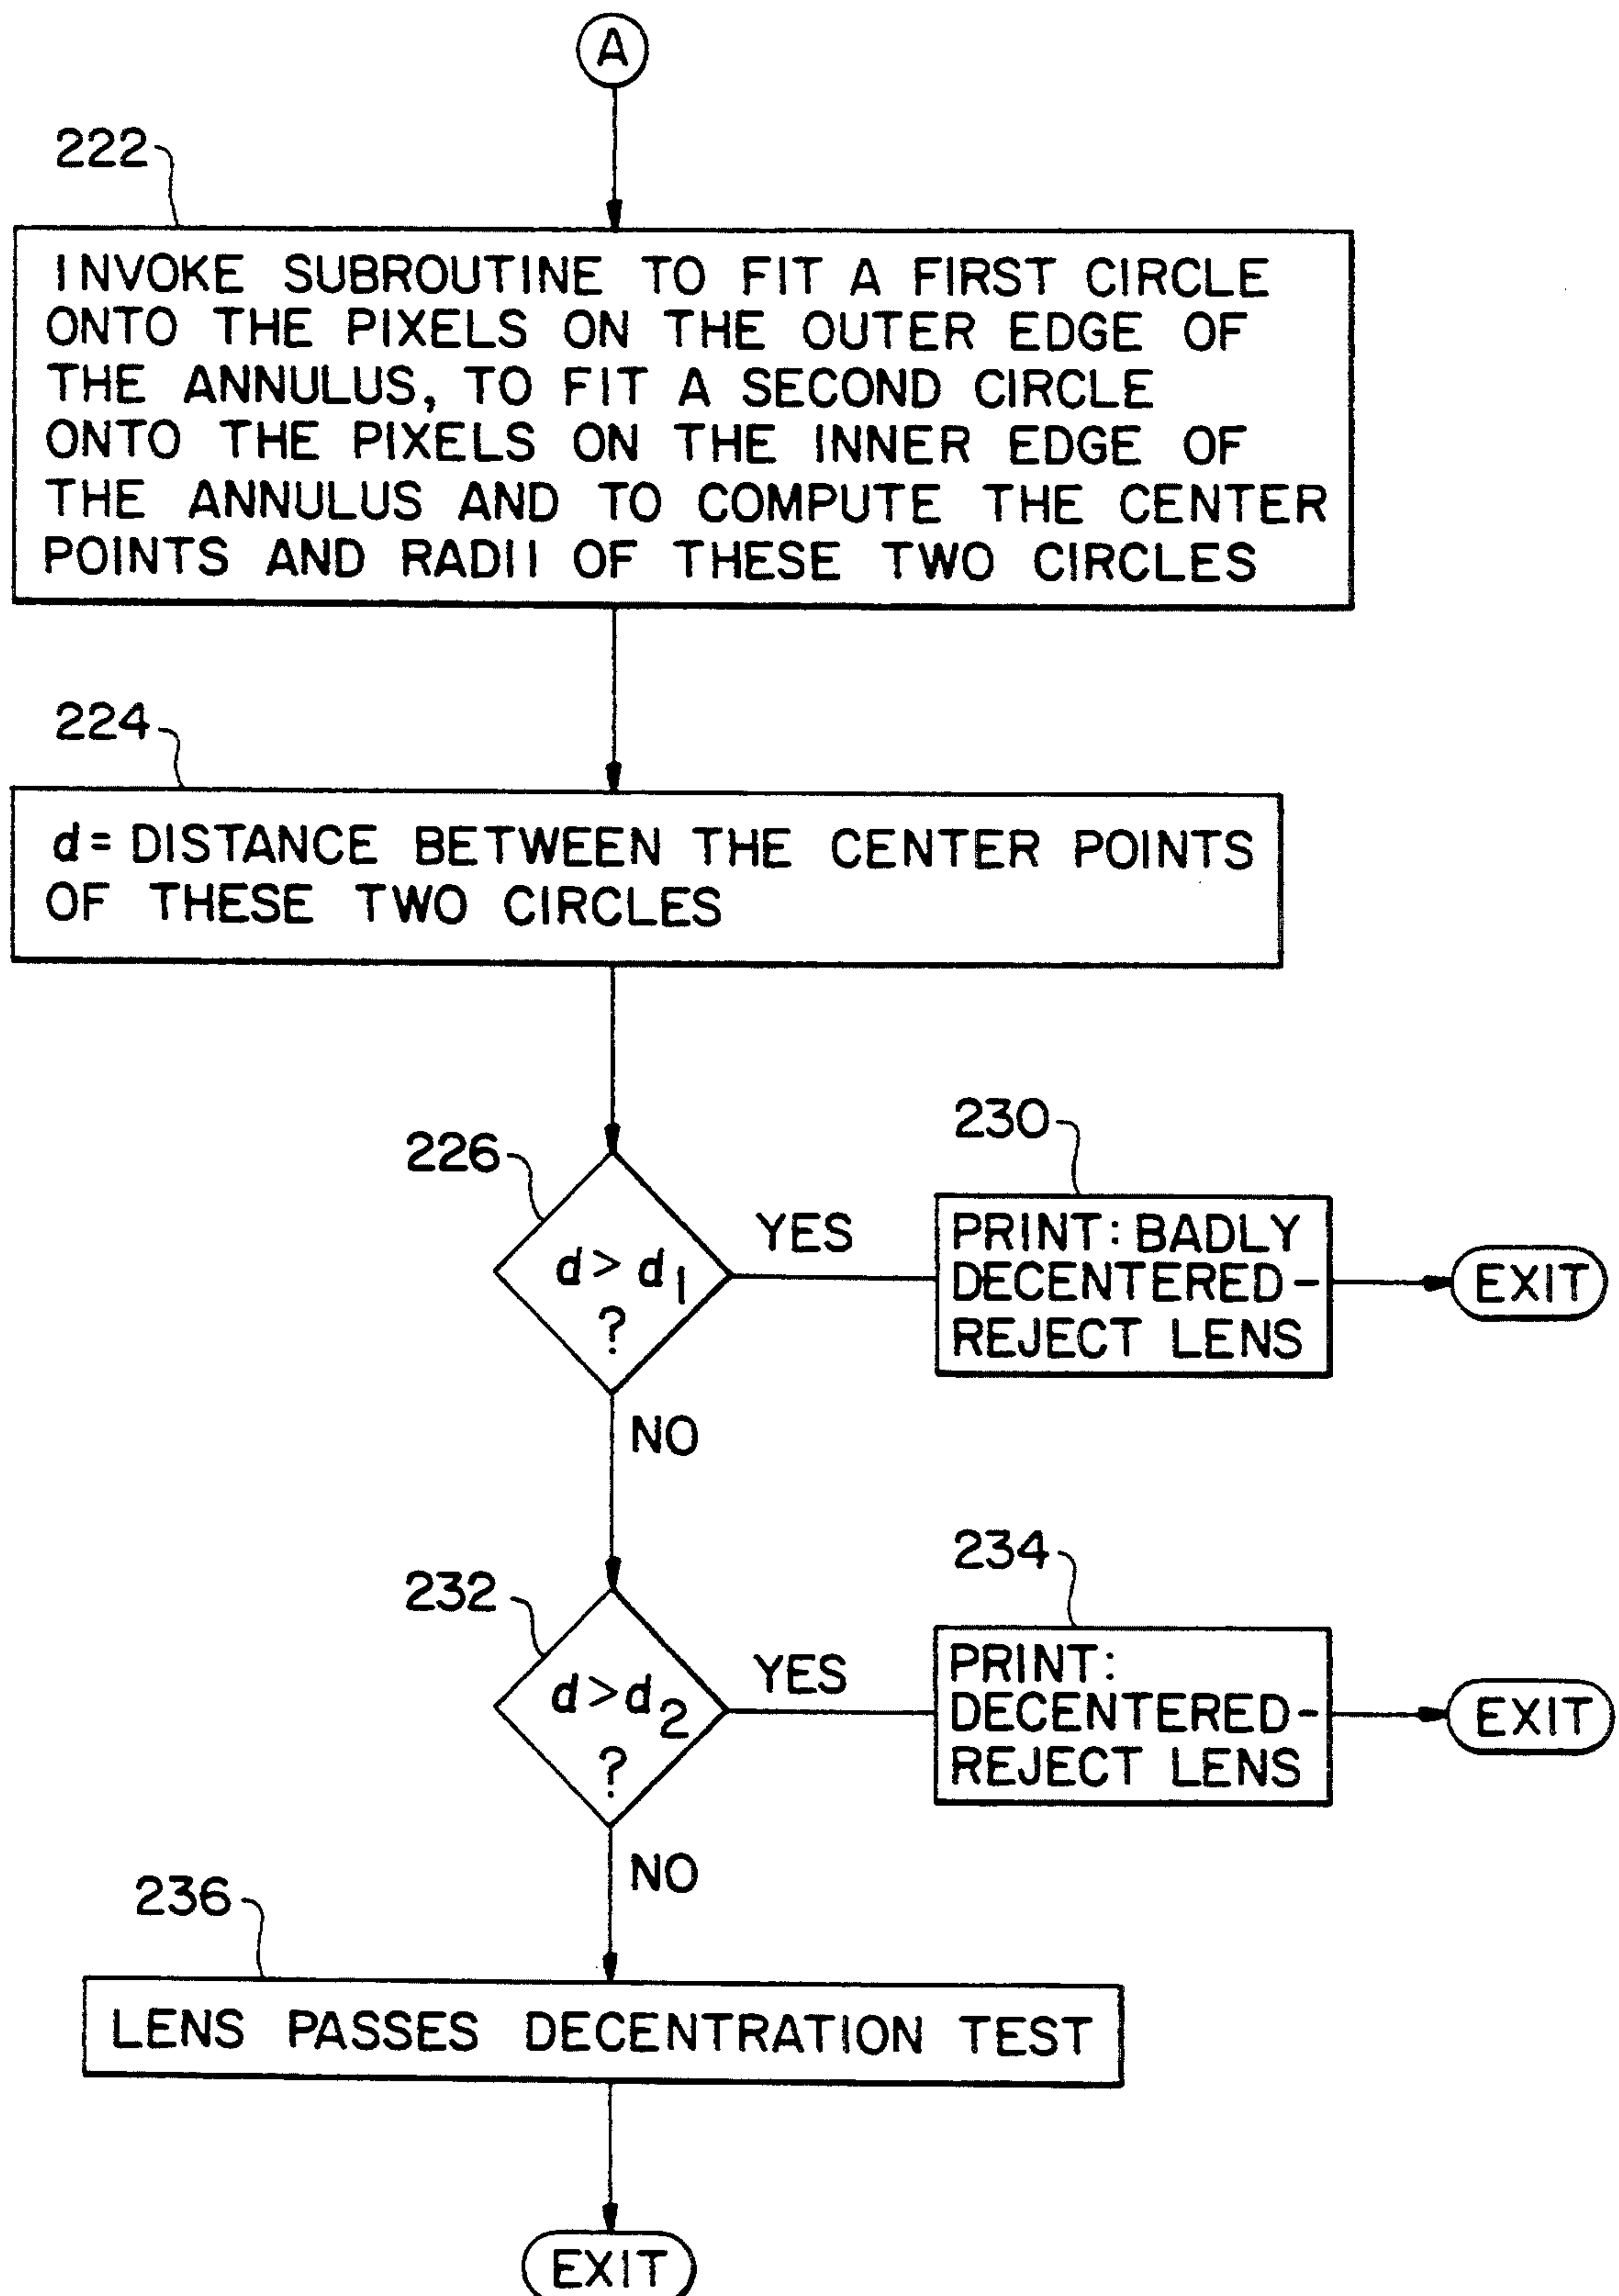 A
222
INVOKE SUBROUTINE TO FIT A FIRST CIRCLE
ONTO THE PIXELS ON THE OUTER EDGE OF
THE ANNULUS, TO FIT A SECOND CIRCLE
ONTO THE PIXELS ON THE INNER EDGE OF
THE ANNULUS AND TO COMPUTE THE CENTER
POINTS AND RADII OF THESE TWO CIRCLES
224
d= DISTANCE BETWEEN THE CENTER POINTS
OF THESE TWO CIRCLES
226
d > d1
?
YES
230
PRINT: BADLY
DECENTERED-
REJECT LENS
EXIT
NO
232
d > d2
?
YES
234
PRINT:
DECENTERED-
REJECT LENS
EXIT
NO
236
LENS PASSES DECENTRATION TEST
EXIT